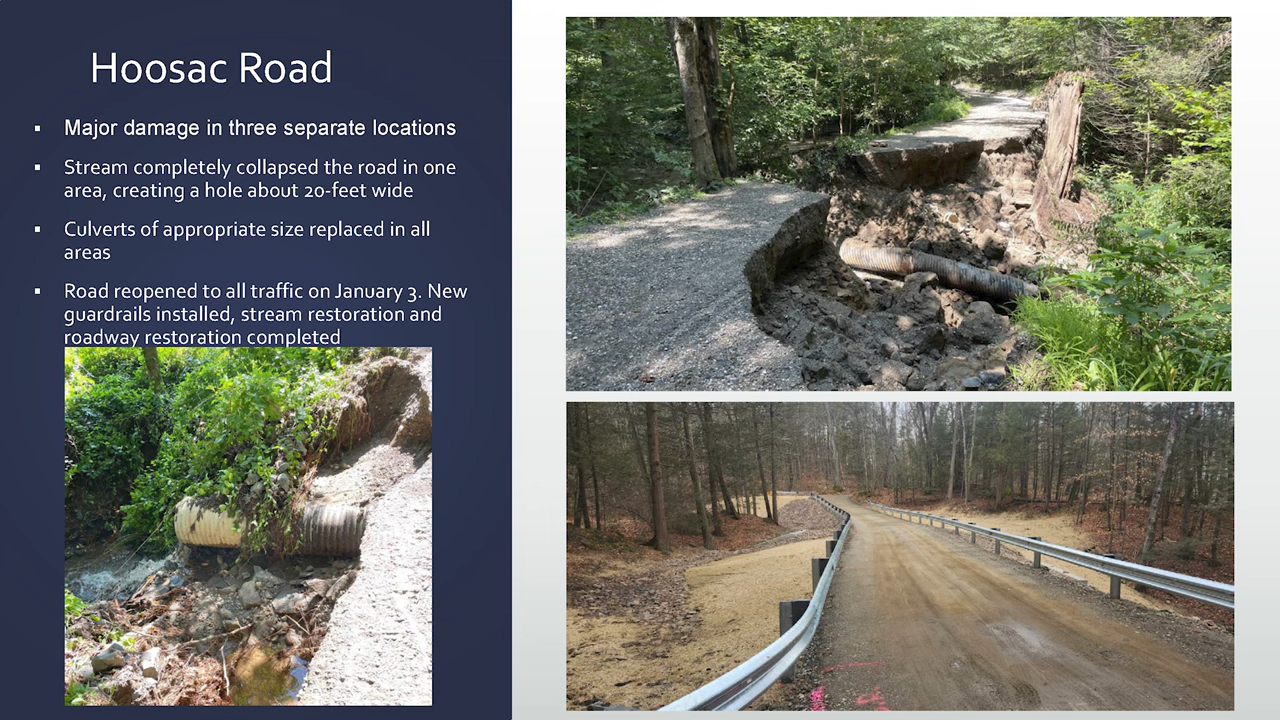 Hoosac Road
▪ Major damage in three separate locations
▪ Stream completely collapsed the road in one
area, creating a hole about 20-feet wide
▪ Culverts of appropriate size replaced in all
areas
▪ Road reopened to all traffic on January 3. New
guardrails installed, stream restoration and
roadway restoration completed